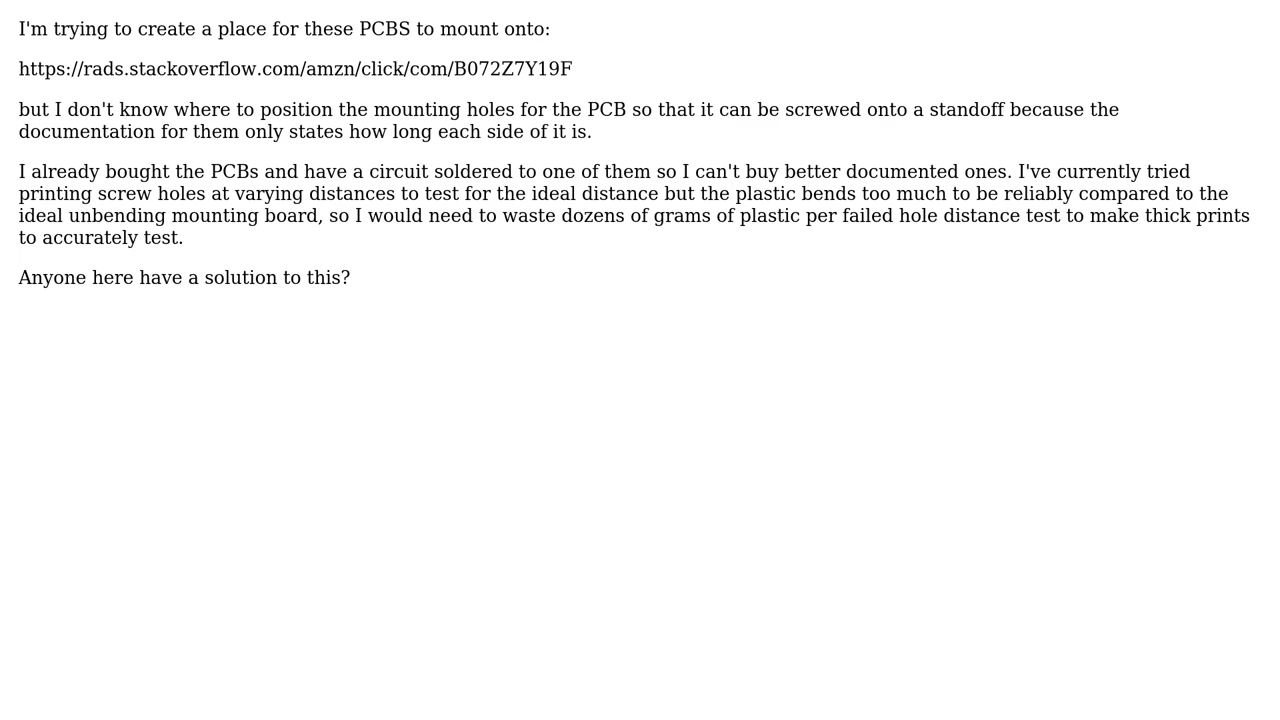 I'm trying to create a place for these PCBS to mount onto:
https://rads.stackoverflow.com/amzn/click/com/B072Z7Y19F
but I don't know where to position the mounting holes for the PCB so that it can be screwed onto a standoff because the
documentation for them only states how long each side of it is.
I already bought the PCBs and have a circuit soldered to one of them so I can't buy better documented ones. I've currently tried
printing screw holes at varying distances to test for the ideal distance but the plastic bends too much to be reliably compared to the
ideal unbending mounting board, so I would need to waste dozens of grams of plastic per failed hole distance test to make thick prints
to accurately test.
Anyone here have a solution to this?